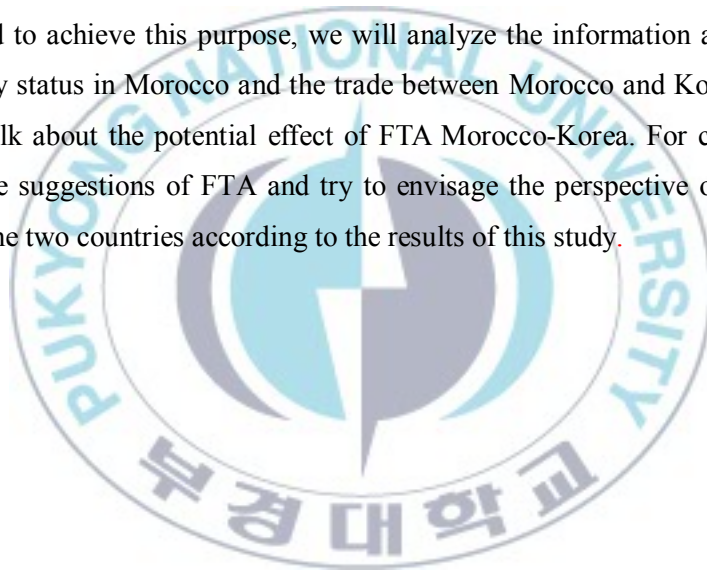 d to achieve this purpose, we will analyze the information a
y status in Morocco and the trade between Morocco and Ko
lk about the potential effect of FTA Morocco-Korea. For c
e suggestions of FTA and try to envisage the perspective o
he two countries according to the results of this study.
PUKYONG NATIONAL UNIVERSITY
부경대학교